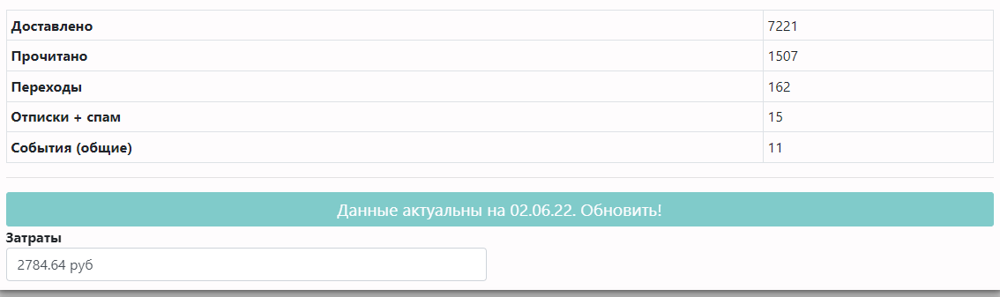 Доставлено 7221
Прочитано 1507
Переходы 162
Отписки + спам 15
События (общие) 11
Данные актуальны на 02.06.22. Обновить!
Затраты
2784.64 руб